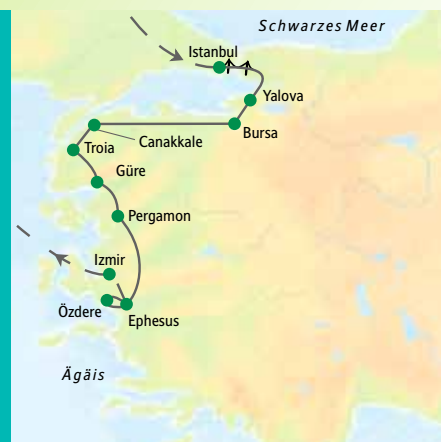 Schwarzes Meer
Istanbul
Yalova
Bursa
Canakkale
Troia
Güre
Pergamon
Izmir
Özdere
Ephesus
Ägäis